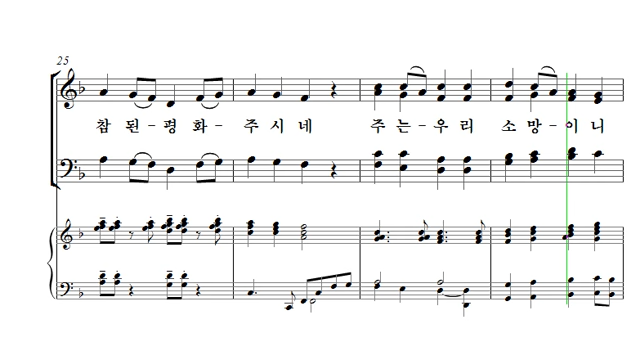 25
참 된-평 화- 주 시 네 주 는-우 리 소 망-이 니